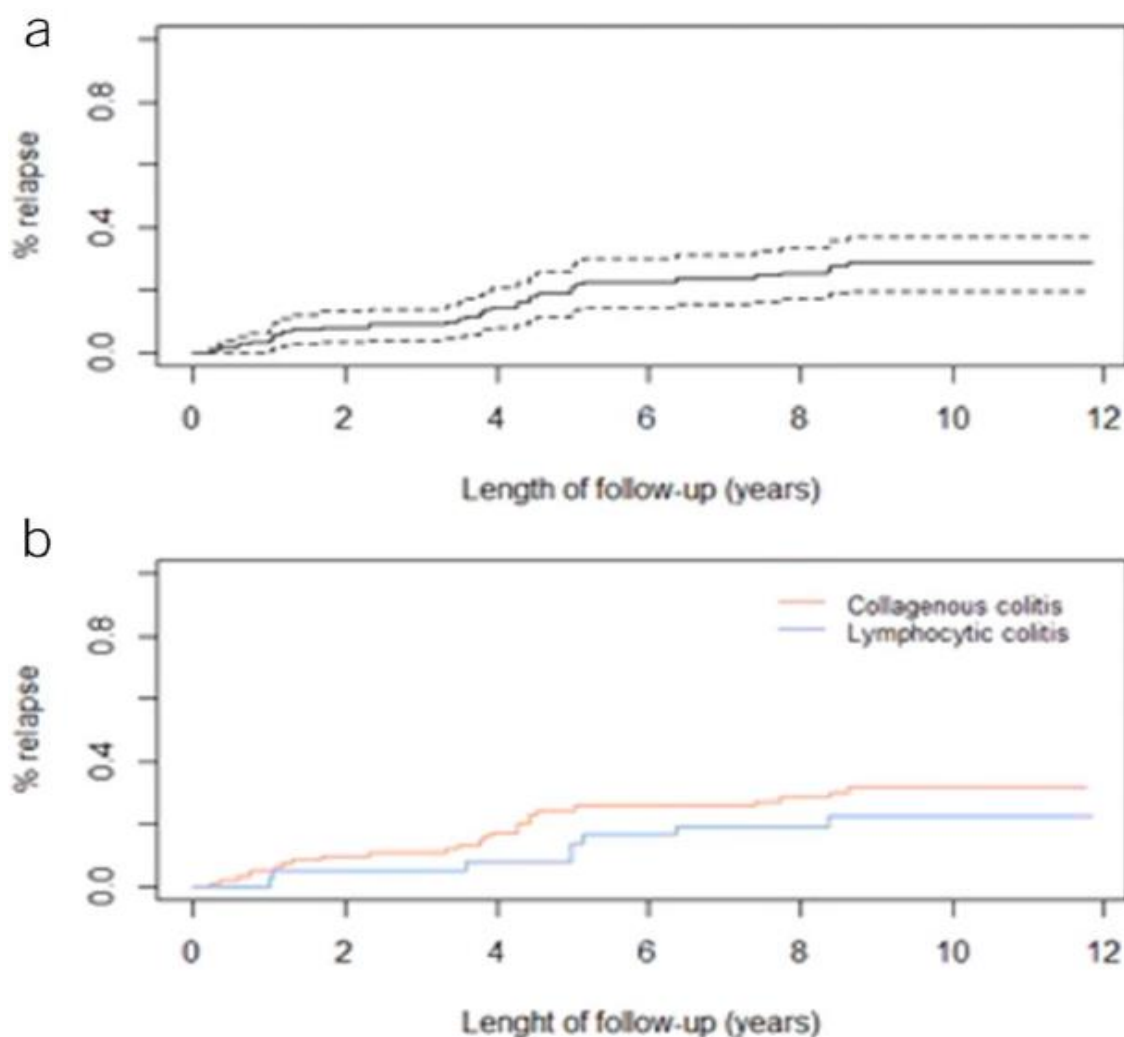 a
% relapse
0.8
0.4
0.0
0 2 4 6 8 10 12
Length of follow-up (years)
b
Collagenous colitis
Lymphocytic colitis
% relapse
0.8
0.4
0.0
0 2 4 6 8 10 12
Lenght of follow-up (years)